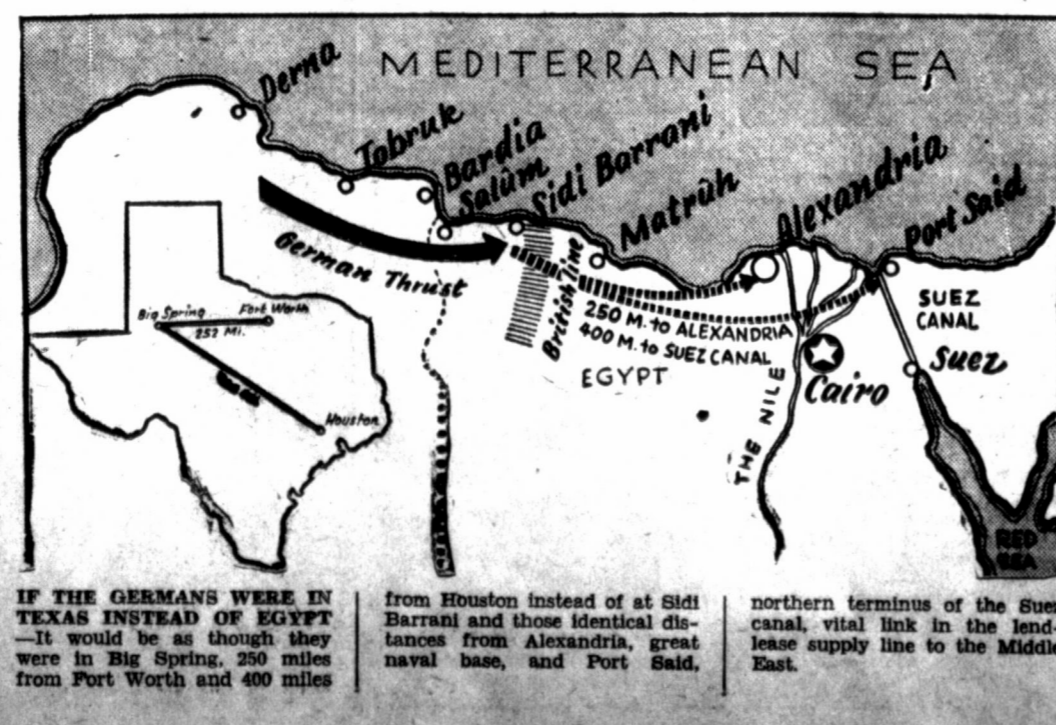 MEDITERRANEAN SEA
Derna
Tobruk
Bardia
Salûm
Sidi Barrani
Matrûh
Alexandria
Port Said
German Thrust
British line
250 M. to ALEXANDRIA
400 M. to SUEZ CANAL
EGYPT
THE NILE
Cairo
SUEZ
CANAL
Suez
RED
SEA
Big Spring
Fort Worth
252 Mi.
Houston
IF THE GERMANS WERE IN
TEXAS INSTEAD OF EGYPT
—It would be as though they
were in Big Spring, 250 miles
from Fort Worth and 400 miles
from Houston instead of at Sidi
Barrani and those identical dis-
tances from Alexandria, great
naval base, and Port Said,
northern terminus of the Suez
canal, vital link in the lend-
lease supply line to the Middle
East.